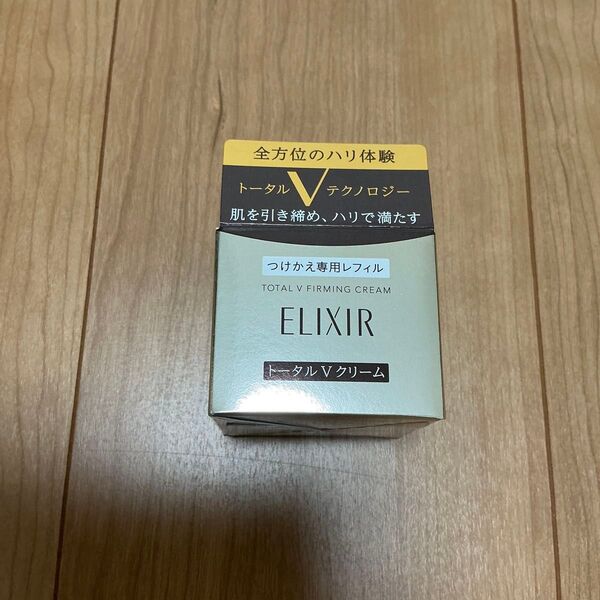 全方位のハリ体験
トータル V テクノロジー
肌を引き締め、ハリで満たす
つけかえ専用レフィル
TOTAL V FIRMING CREAM
ELIXIR
トータル V クリーム